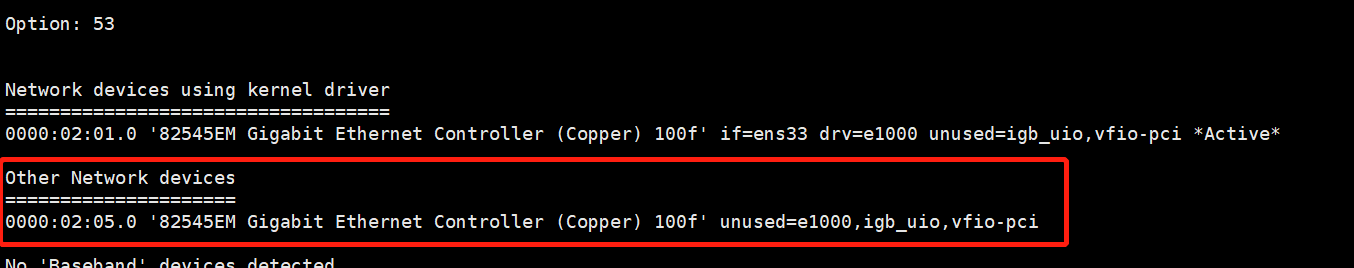 Option: 53
Network devices using kernel driver
===================================
0000:02:01.0 '82545EM Gigabit Ethernet Controller (Copper) 100f' if=ens33 drv=e1000 unused=igb_uio,vfio-pci *Active*
Other Network devices
=====================
0000:02:05.0 '82545EM Gigabit Ethernet Controller (Copper) 100f' unused=e1000,igb_uio,vfio-pci
No 'Baseband' devices detected